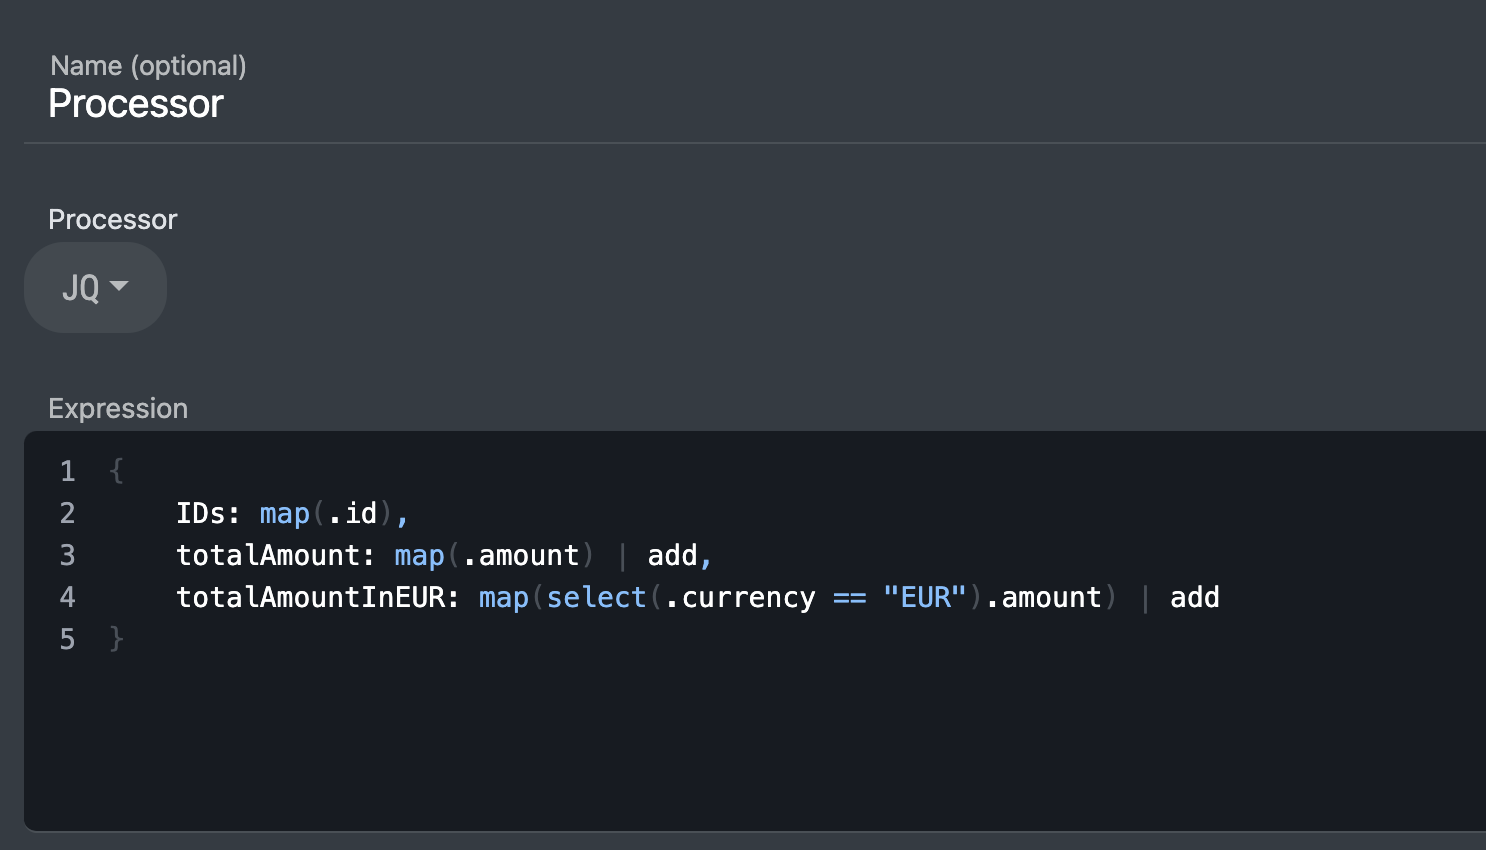 Name (optional)
Processor
Processor
JQ
Expression
1 {
2     IDs: map(.id),
3     totalAmount: map(.amount) | add,
4     totalAmountInEUR: map(select(.currency == "EUR").amount) | add
5 }